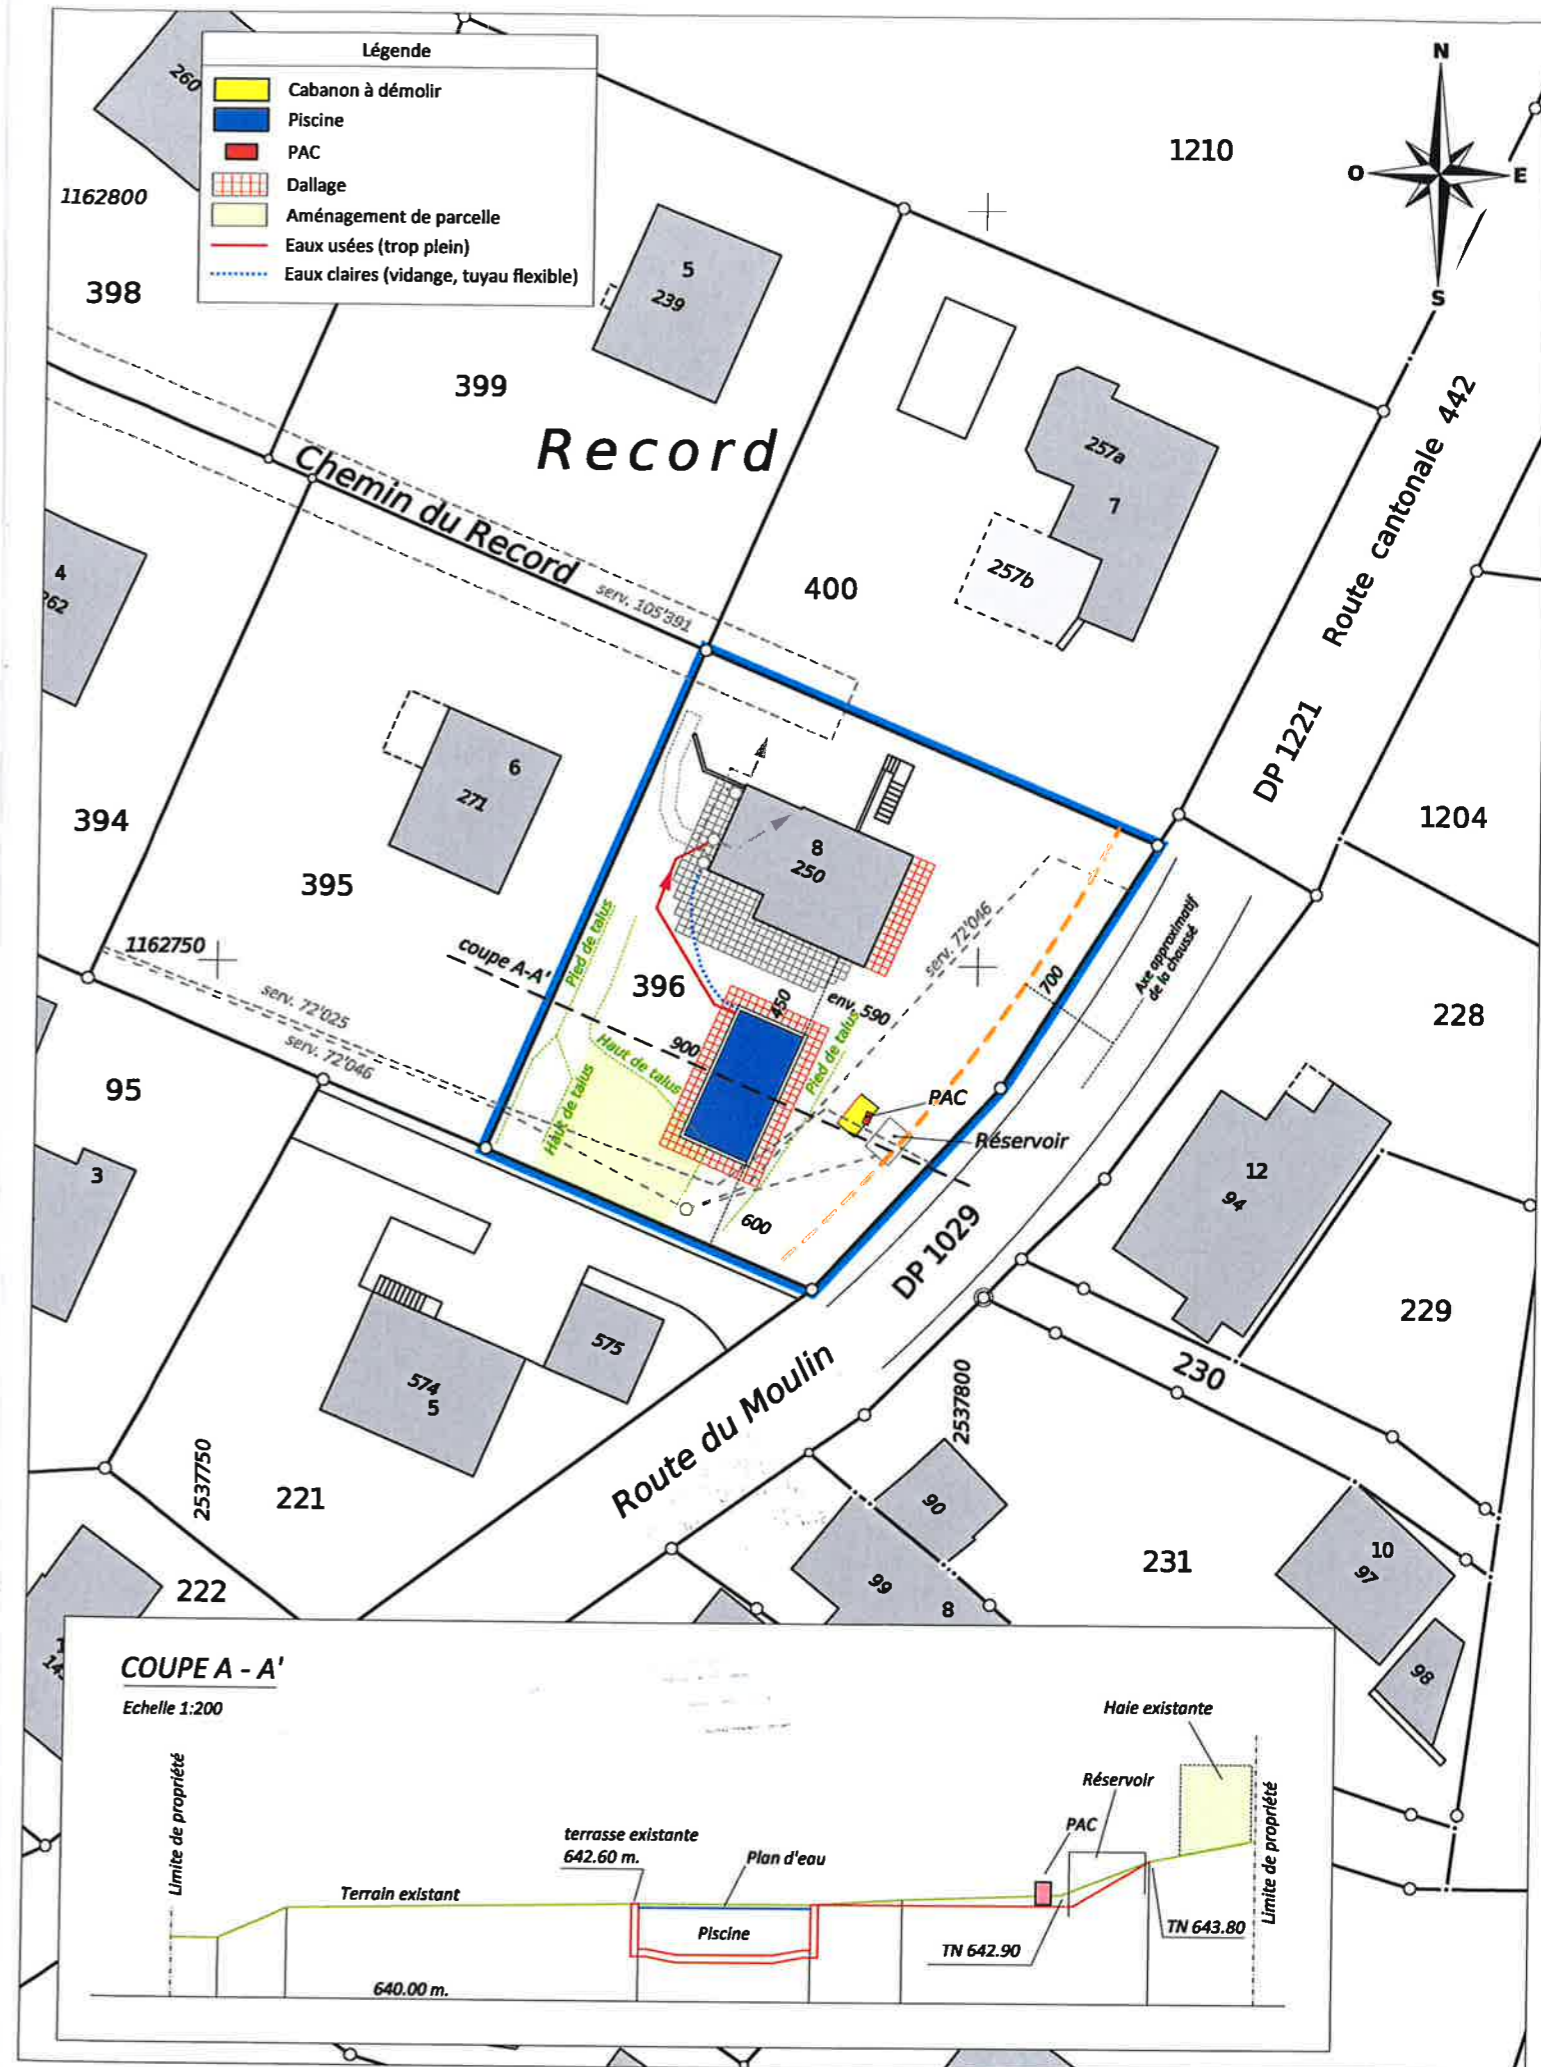 Légende
Cabanon à démolir
Piscine
PAC
Dallage
Aménagement de parcelle
Eaux usées (trop plein)
Eaux claires (vidange, tuyau flexible)
N
O
E
S
260
1162800
398
5
239
399
Record
1210
257a
7
257b
400
Route cantonale 442
Chemin du Record
serv. 105'391
4
262
6
271
394
395
DP 1221
1204
8
250
serv. 72'046
Axe approximatif
de la chaussé
1162750
coupe A-A'
Pied de talus
396
450
env. 590
700
228
serv. 72'025
serv. 72'046
900
Haut de talus
Pied de talus
Haut de talus
PAC
Réservoir
95
3
600
DP 1029
12
94
229
230
575
574
5
Route du Moulin
2537800
2537750
221
222
90
99
8
231
10
97
98
COUPE A - A'
Echelle 1:200
Limite de propriété
Haie existante
Réservoir
PAC
Limite de propriété
terrasse existante
642.60 m.
Plan d'eau
Terrain existant
Piscine
TN 642.90
TN 643.80
640.00 m.